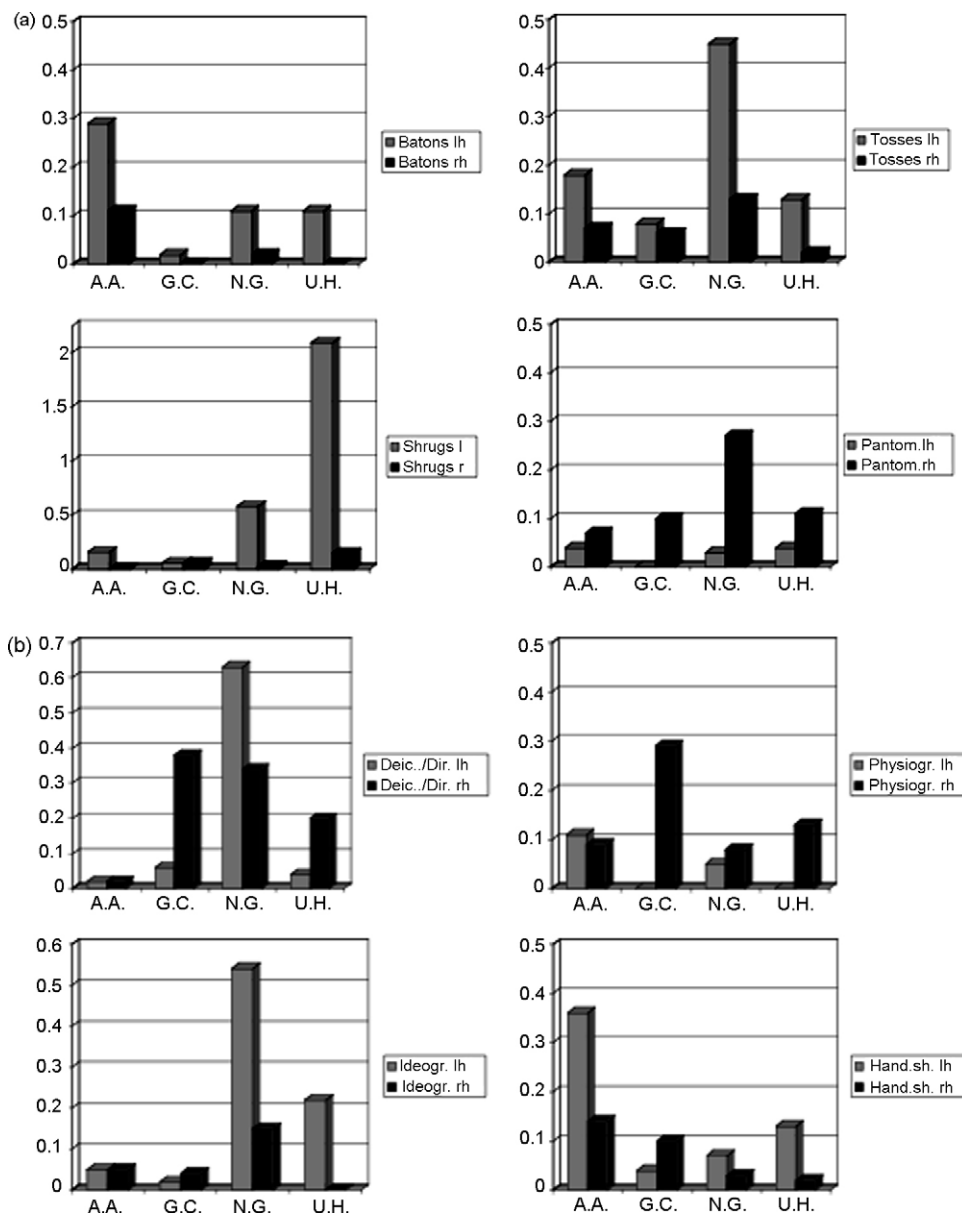 (a)
0.5
0.4
0.3
0.2
0.1
0
A.A. G.C. N.G. U.H.
Batons lh
Batons rh
0.5
0.4
0.3
0.2
0.1
0
A.A. G.C. N.G. U.H.
Tosses lh
Tosses rh
2
1.5
1
0.5
0
A.A. G.C. N.G. U.H.
Shrugs l
Shrugs r
0.5
0.4
0.3
0.2
0.1
0
A.A. G.C. N.G. U.H.
Pantom.lh
Pantom.rh
(b)
0.7
0.6
0.5
0.4
0.3
0.2
0.1
0
A.A. G.C. N.G. U.H.
Deic../Dir. lh
Deic../Dir. rh
0.5
0.4
0.3
0.2
0.1
0
A.A. G.C. N.G. U.H.
Physiogr. lh
Physiogr. rh
0.6
0.5
0.4
0.3
0.2
0.1
0
A.A. G.C. N.G. U.H.
Ideogr. lh
Ideogr. rh
0.5
0.4
0.3
0.2
0.1
0
A.A. G.C. N.G. U.H.
Hand.sh. lh
Hand.sh. rh